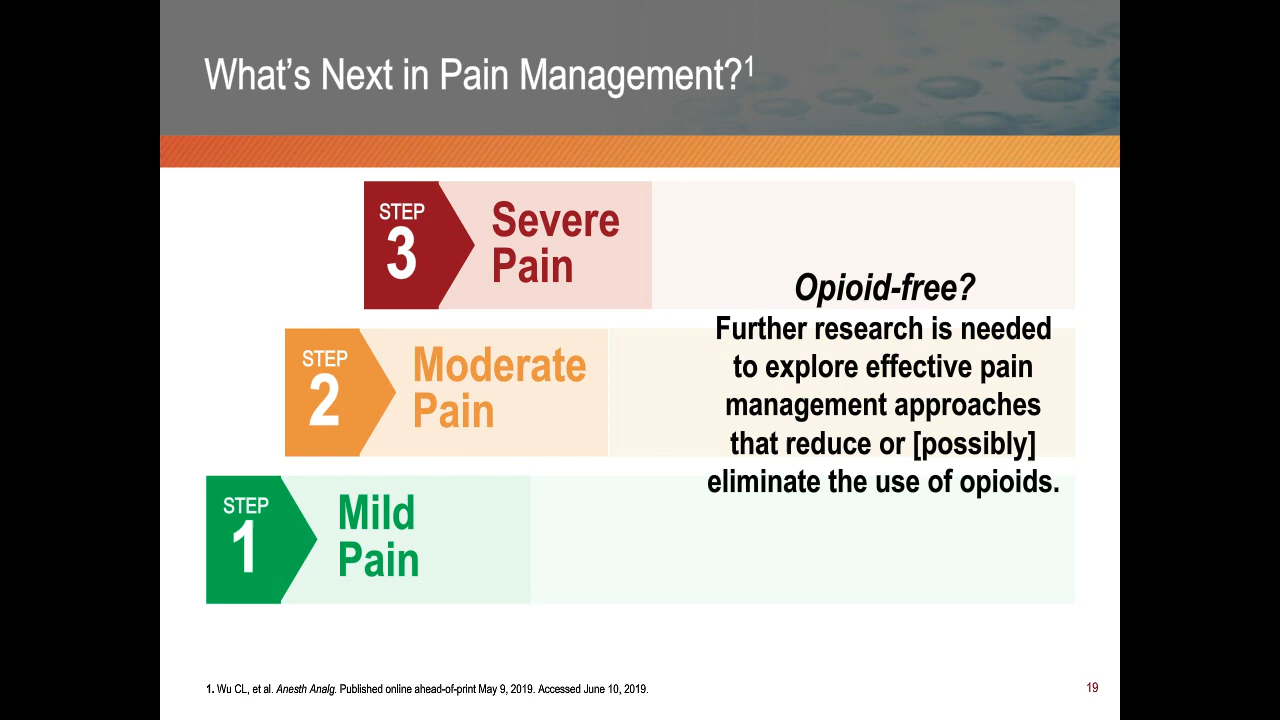 What's Next in Pain Management?¹
STEP
3
Severe
Pain
STEP
2
Moderate
Pain
STEP
1
Mild
Pain
Opioid-free?
Further research is needed
to explore effective pain
management approaches
that reduce or [possibly]
eliminate the use of opioids.
1. Wu CL, et al. Anesth Analg. Published online ahead-of-print May 9, 2019. Accessed June 10, 2019.
19